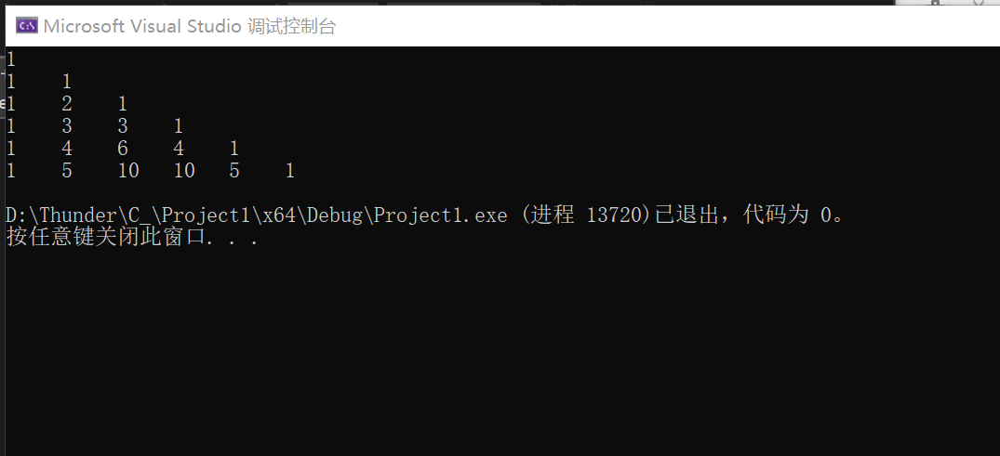 C:\ Microsoft Visual Studio 调试控制台
1
1 1
1 2 1
1 3 3 1
1 4 6 4 1
1 5 10 10 5 1
D:\Thunder\C_\Project1\x64\Debug\Project1.exe (进程 13720)已退出，代码为 0。
按任意键关闭此窗口. . .